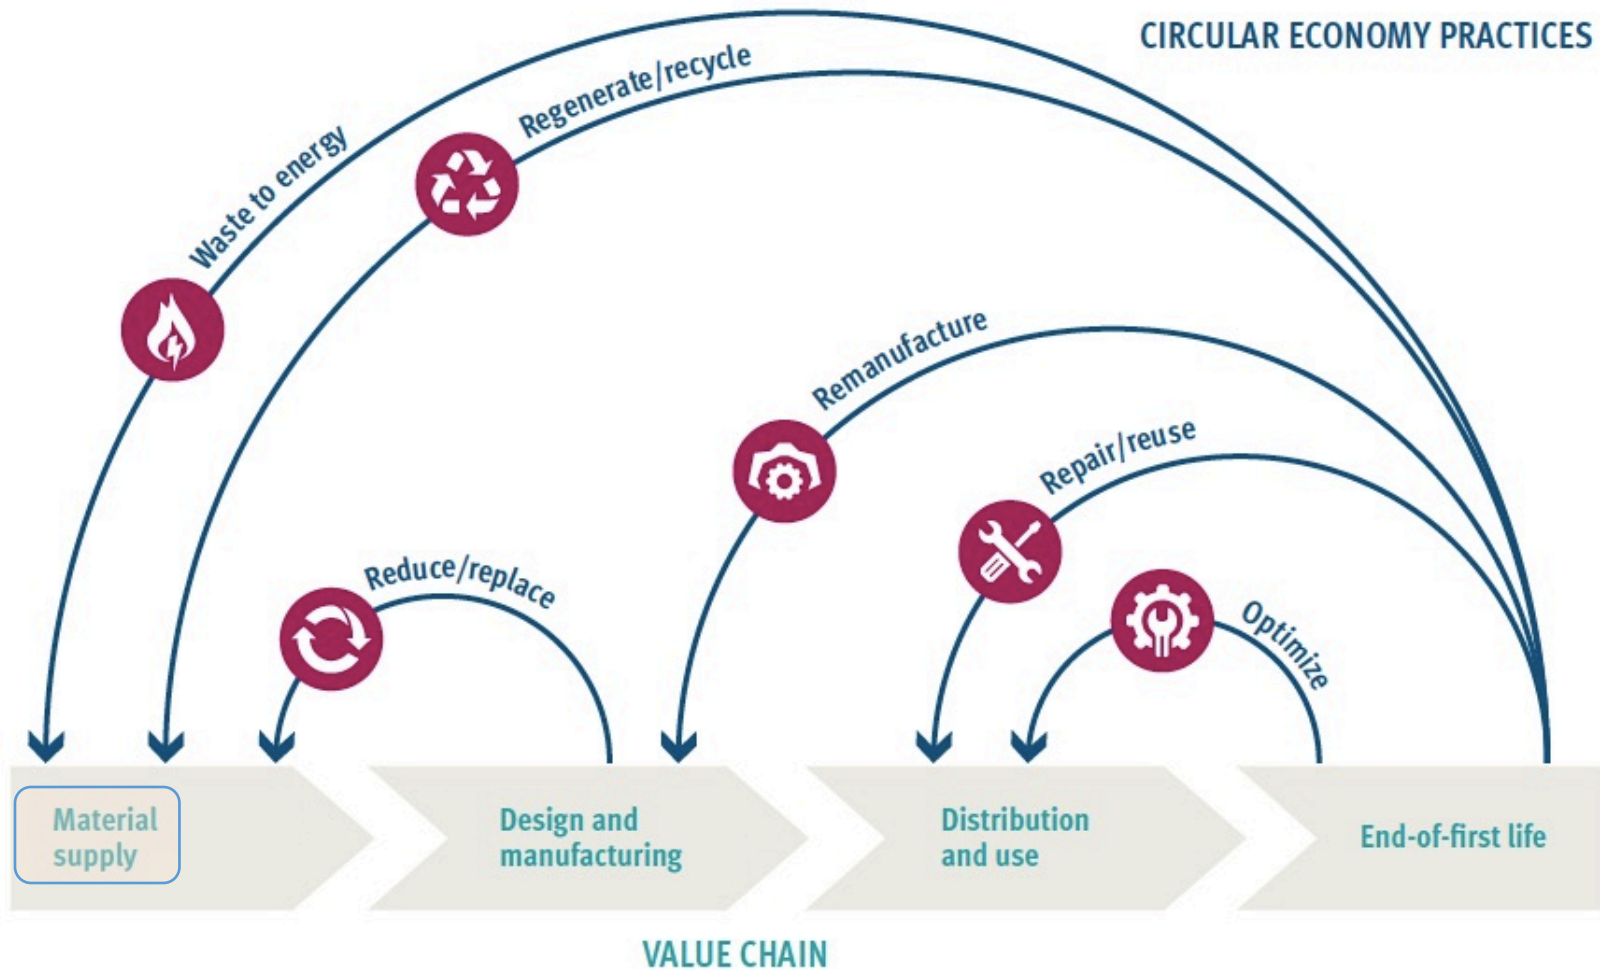 CIRCULAR ECONOMY PRACTICES
Regenerate/recycle
Waste to energy
Remanufacture
Repair/reuse
Reduce/replace
Optimize
Material
supply
Design and
manufacturing
Distribution
and use
End-of-first life
VALUE CHAIN